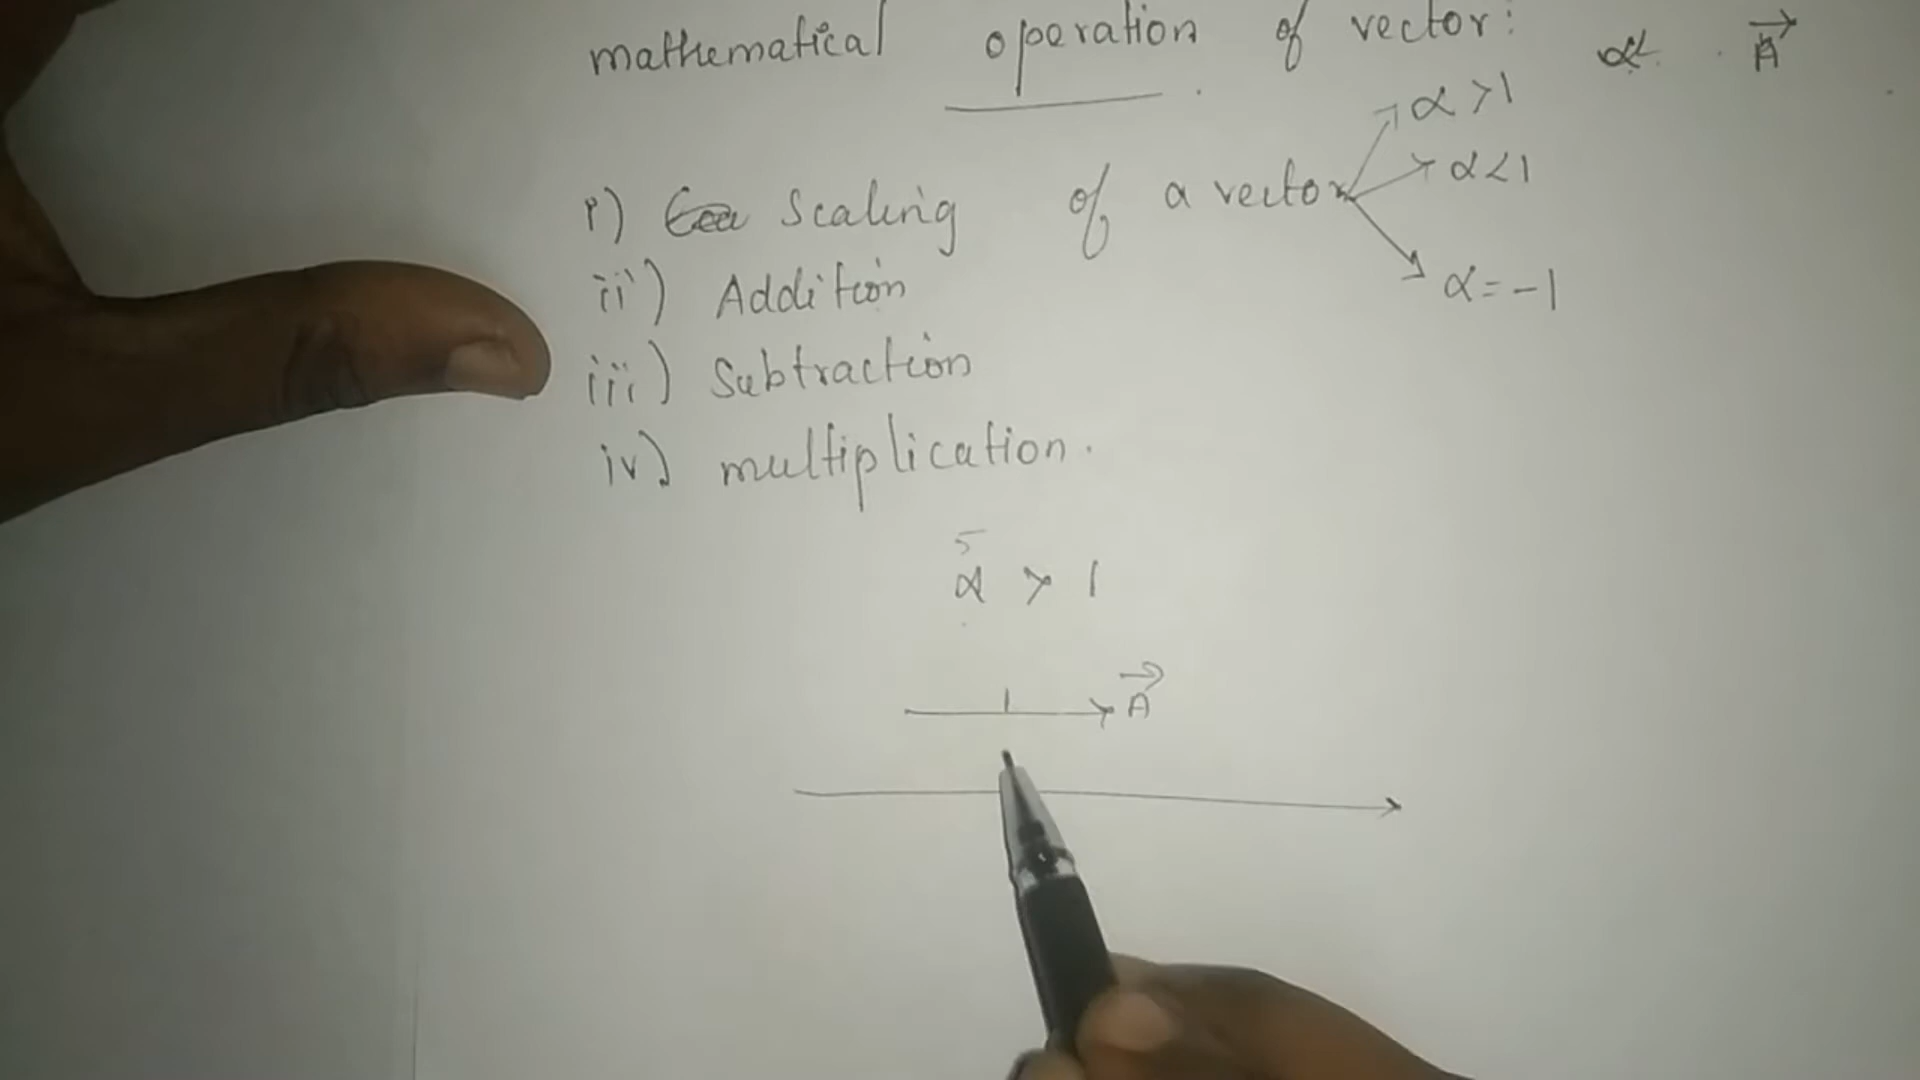 mathematical operation of vector: α . A
α > 1
α < 1
i) Scaling of a vector
α = -1
ii) Addition
iii) Subtraction
iv) multiplication.
5
α > 1
A